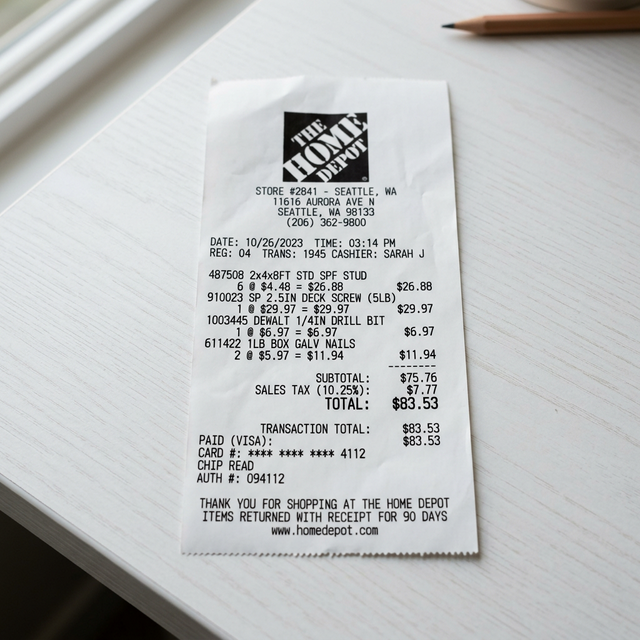 THE
HOME
DEPOT
STORE #2841 - SEATTLE, WA
11616 AURORA AVE N
SEATTLE, WA 98133
(206) 362-9800
DATE: 10/26/2023 TIME: 03:14 PM
REG: 04 TRANS: 1945 CASHIER: SARAH J
487508 2x4x8FT STD SPF STUD
6 @ $4.48 = $26.88 $26.88
910023 SP 2.5IN DECK SCREW (5LB)
1 @ $29.97 = $29.97 $29.97
1003445 DEWALT 1/4IN DRILL BIT
1 @ $6.97 = $6.97 $6.97
611422 1LB BOX GALV NAILS
2 @ $5.97 = $11.94 $11.94
--------
SUBTOTAL: $75.76
SALES TAX (10.25%): $7.77
TOTAL: $83.53
TRANSACTION TOTAL: $83.53
PAID (VISA): $83.53
CARD #: **** **** **** 4112
CHIP READ
AUTH #: 094112
THANK YOU FOR SHOPPING AT THE HOME DEPOT
ITEMS RETURNED WITH RECEIPT FOR 90 DAYS
www.homedepot.com